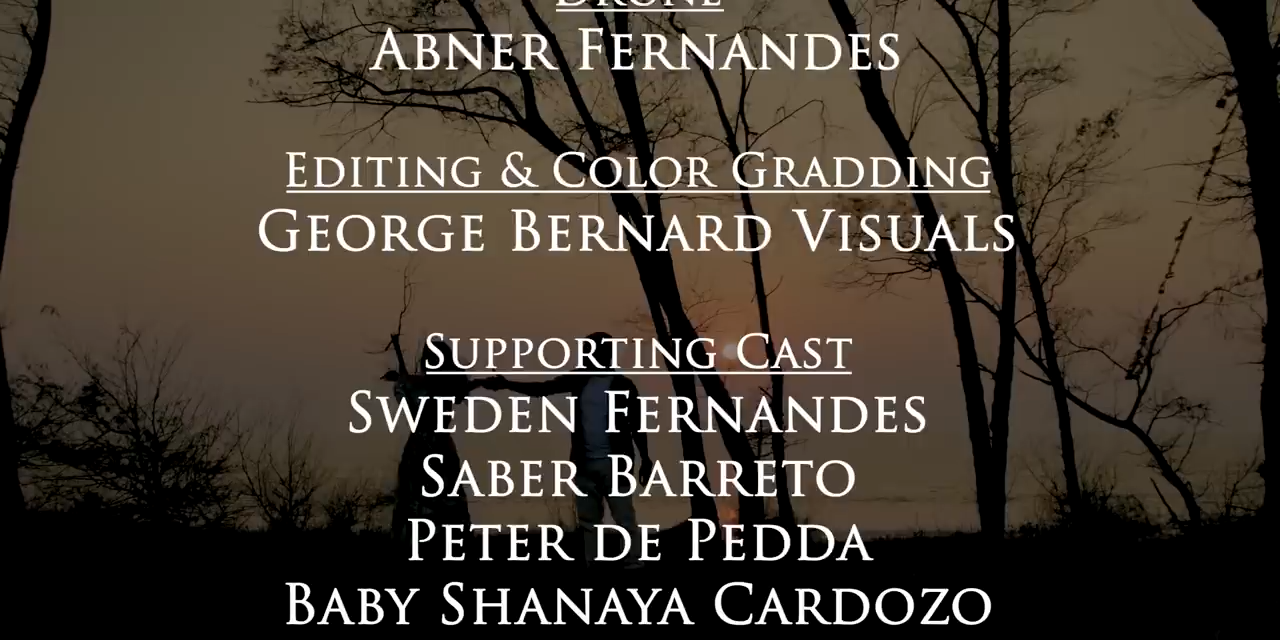 Drone
Abner Fernandes
Editing & Color Gradding
George Bernard Visuals
Supporting Cast
Sweden Fernandes
Saber Barreto
Peter de Pedda
Baby Shanaya Cardozo